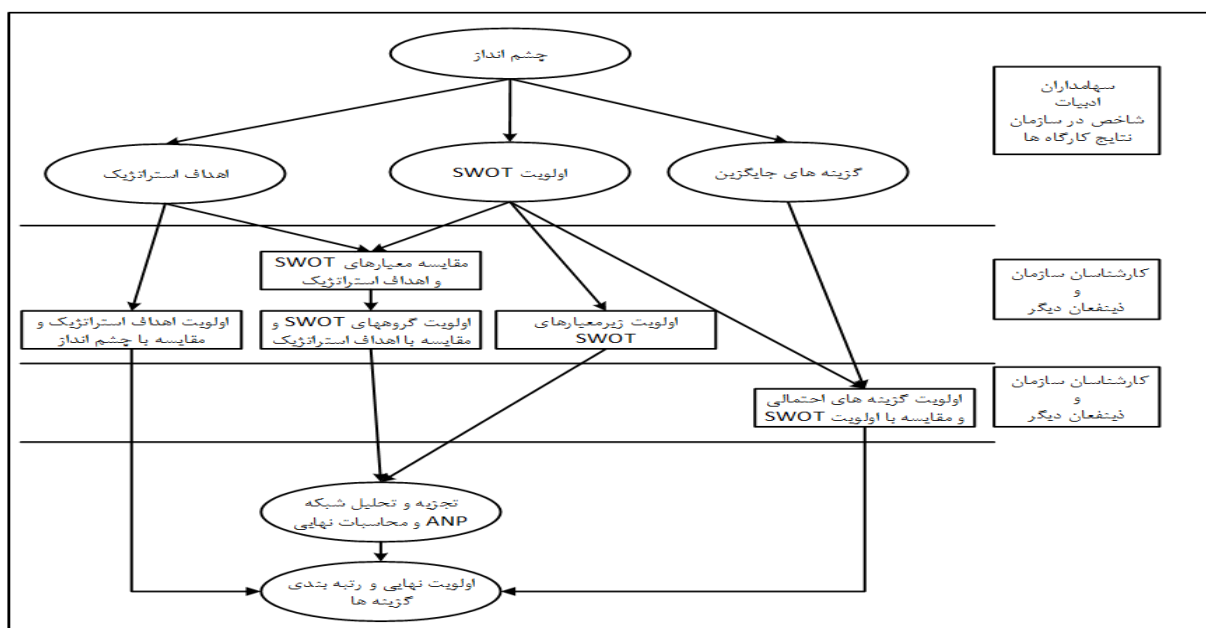 چشم انداز
سهامداران
ادبیات
شاخص در سازمان
نتایج کارگاه ها
گزینه های جایگزین
اولویت SWOT
اهداف استراتژیک
مقایسه معیارهای SWOT
و اهداف استراتژیک
کارشناسان سازمان
و
ذینفعان دیگر
اولویت زیرمعیارهای
SWOT
اولویت گروههای SWOT و
مقایسه با اهداف استراتژیک
اولویت اهداف استراتژیک و
مقایسه با چشم انداز
کارشناسان سازمان
و
ذینفعان دیگر
اولویت گزینه های احتمالی
و مقایسه با اولویت SWOT
تجزیه و تحلیل شبکه
ANP و محاسبات نهایی
اولویت نهایی و رتبه بندی
گزینه ها